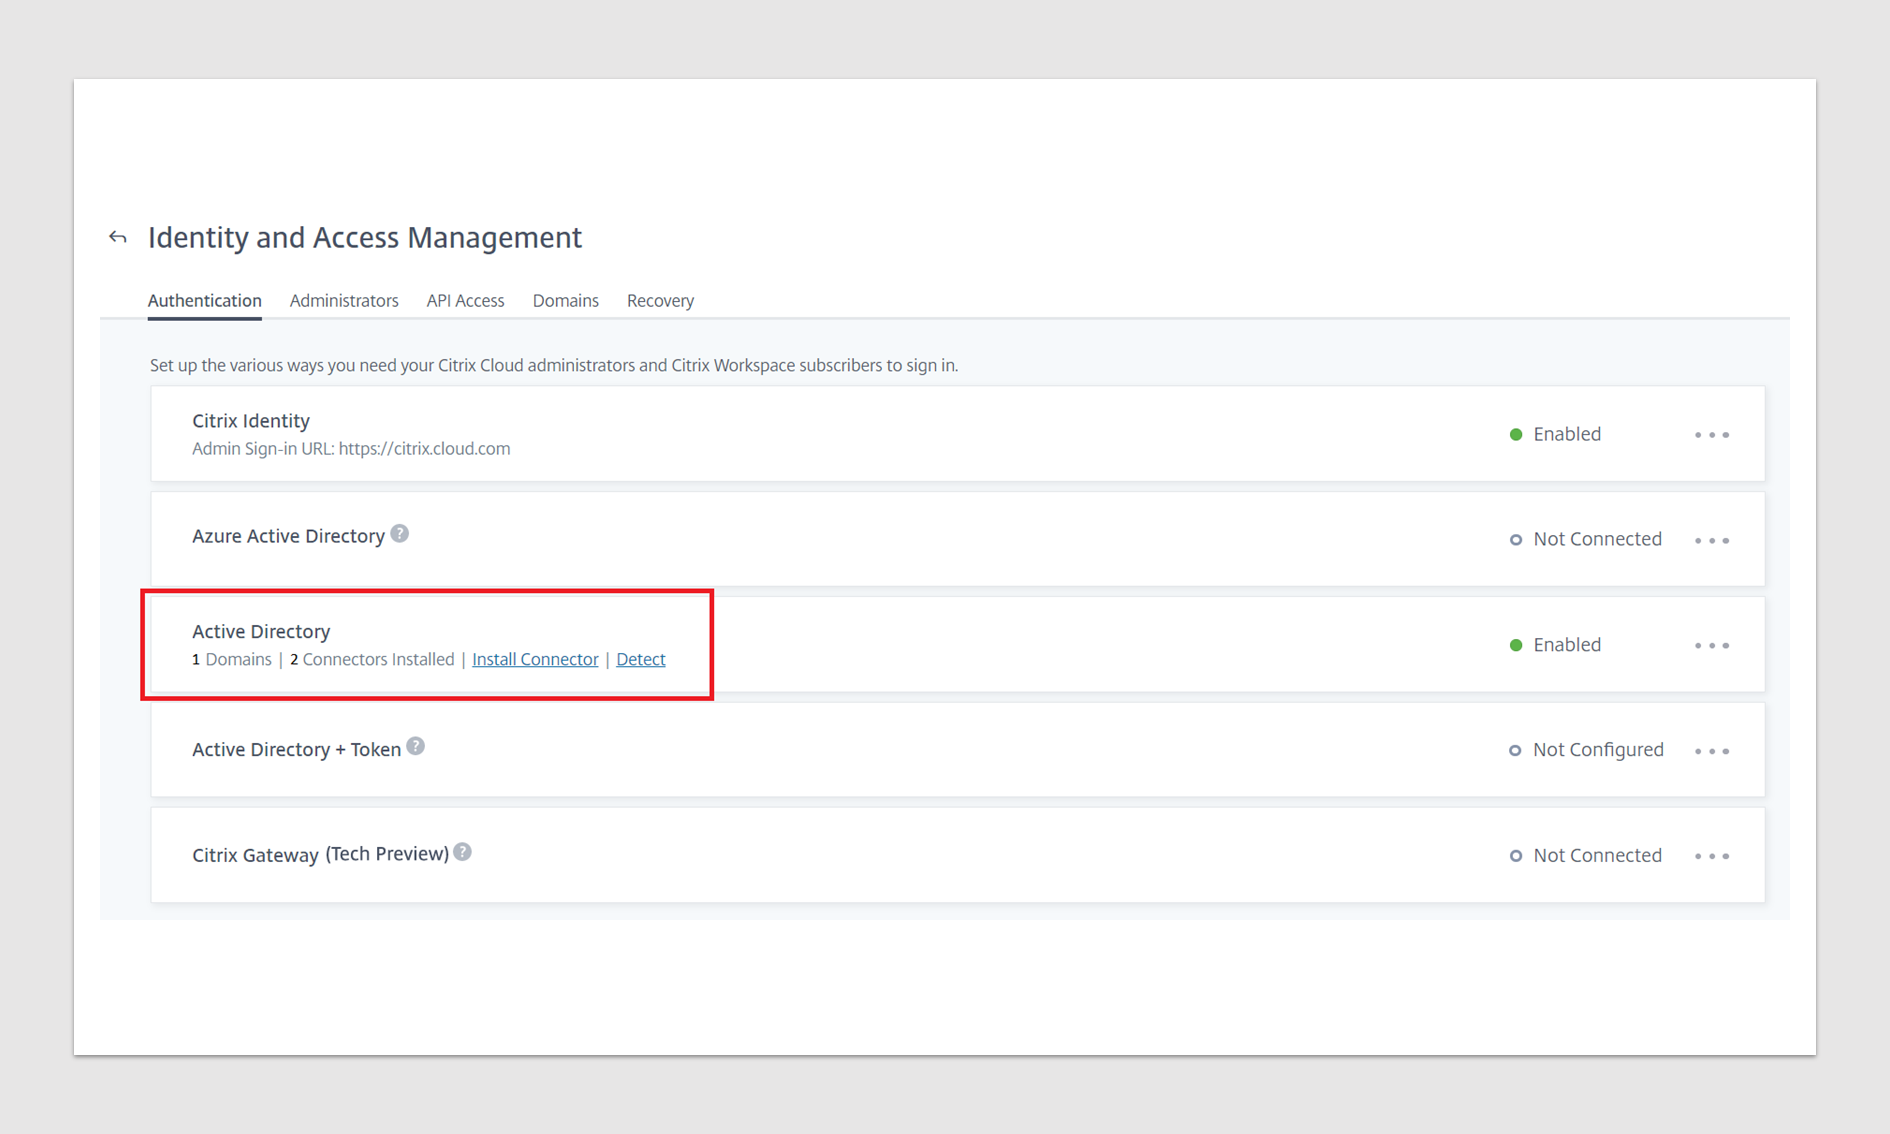 Identity and Access Management
Authentication Administrators API Access Domains Recovery
Set up the various ways you need your Citrix Cloud administrators and Citrix Workspace subscribers to sign in.
Citrix Identity
Admin Sign-in URL: https://citrix.cloud.com
Enabled
Azure Active Directory ?
Not Connected
Active Directory
1 Domains | 2 Connectors Installed | Install Connector | Detect
Enabled
Active Directory + Token ?
Not Configured
Citrix Gateway (Tech Preview) ?
Not Connected